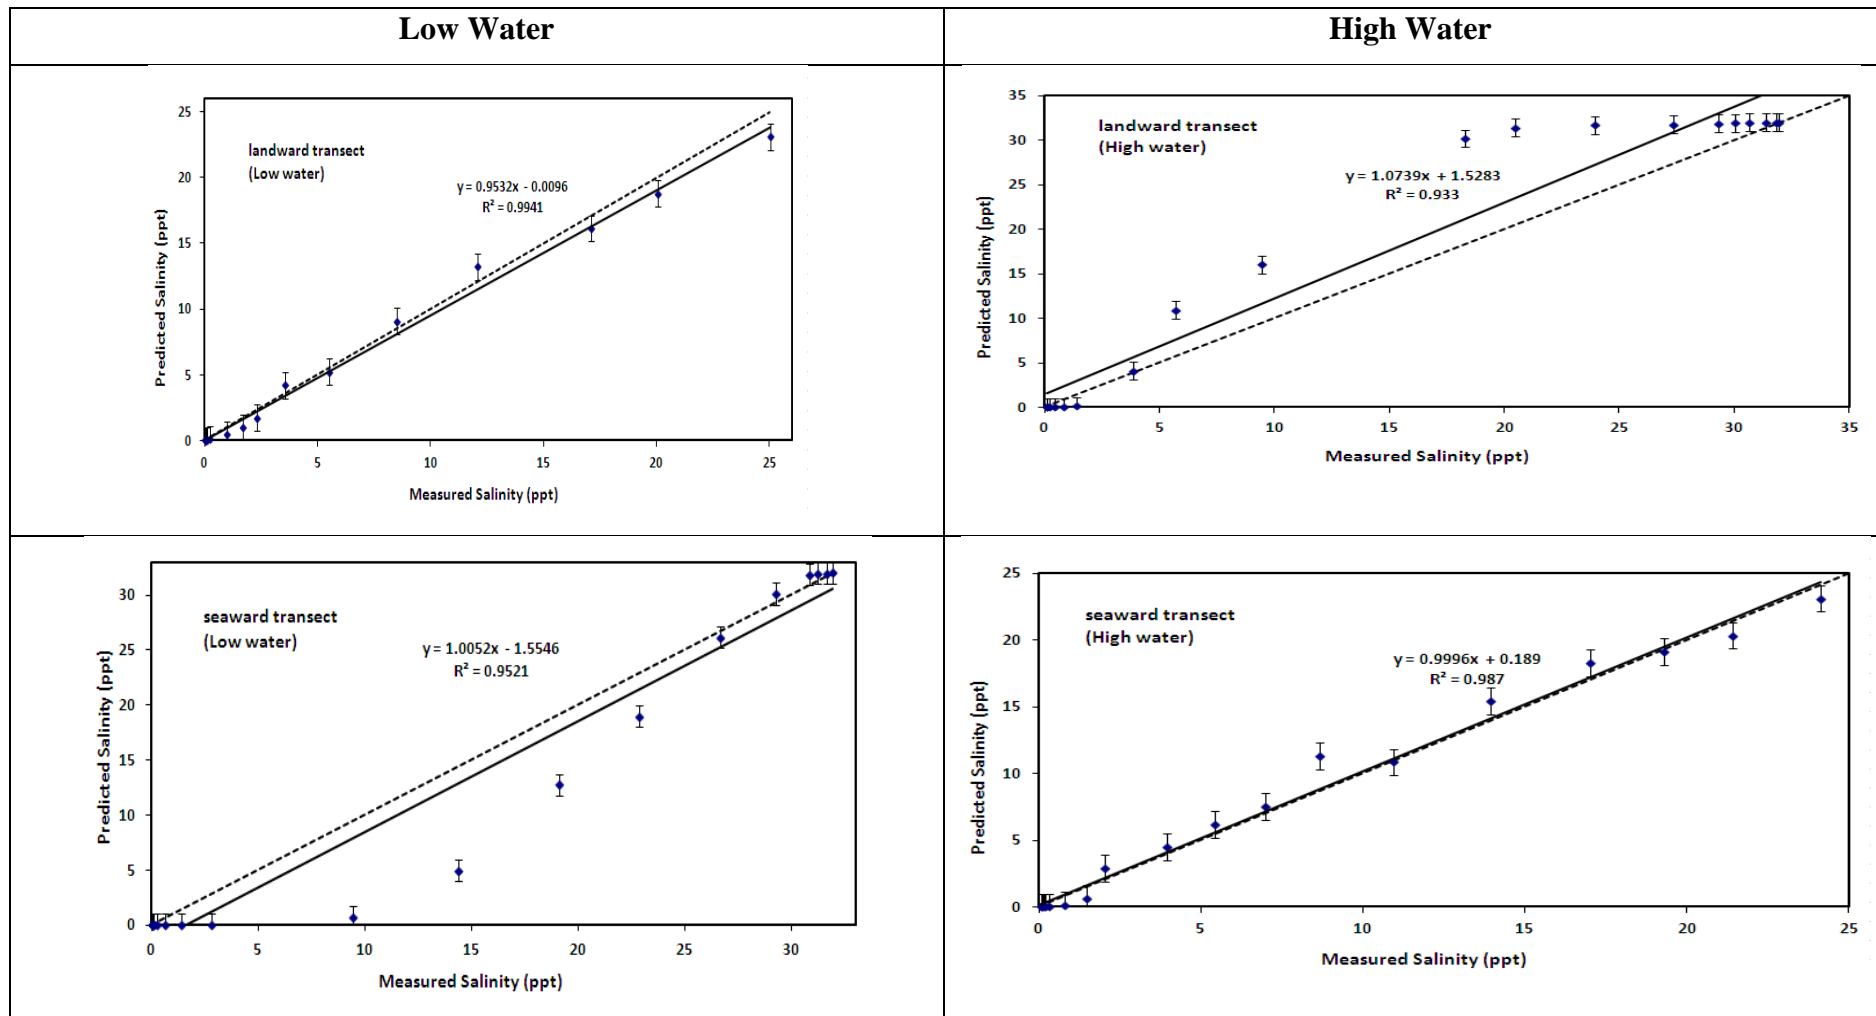 Low Water
High Water
landward transect
(Low water)
y = 0.9532x - 0.0096
R² = 0.9941
Predicted Salinity (ppt)
25
20
15
10
5
0
0 5 10 15 20 25
Measured Salinity (ppt)
landward transect
(High water)
y = 1.0739x + 1.5283
R² = 0.933
Predicted Salinity (ppt)
35
30
25
20
15
10
5
0
0 5 10 15 20 25 30 35
Measured Salinity (ppt)
seaward transect
(Low water)
y = 1.0052x - 1.5546
R² = 0.9521
Predicted Salinity (ppt)
30
25
20
15
10
5
0
0 5 10 15 20 25 30
Measured Salinity (ppt)
seaward transect
(High water)
y = 0.9996x + 0.189
R² = 0.987
Predicted Salinity (ppt)
25
20
15
10
5
0
0 5 10 15 20 25
Measured Salinity (ppt)